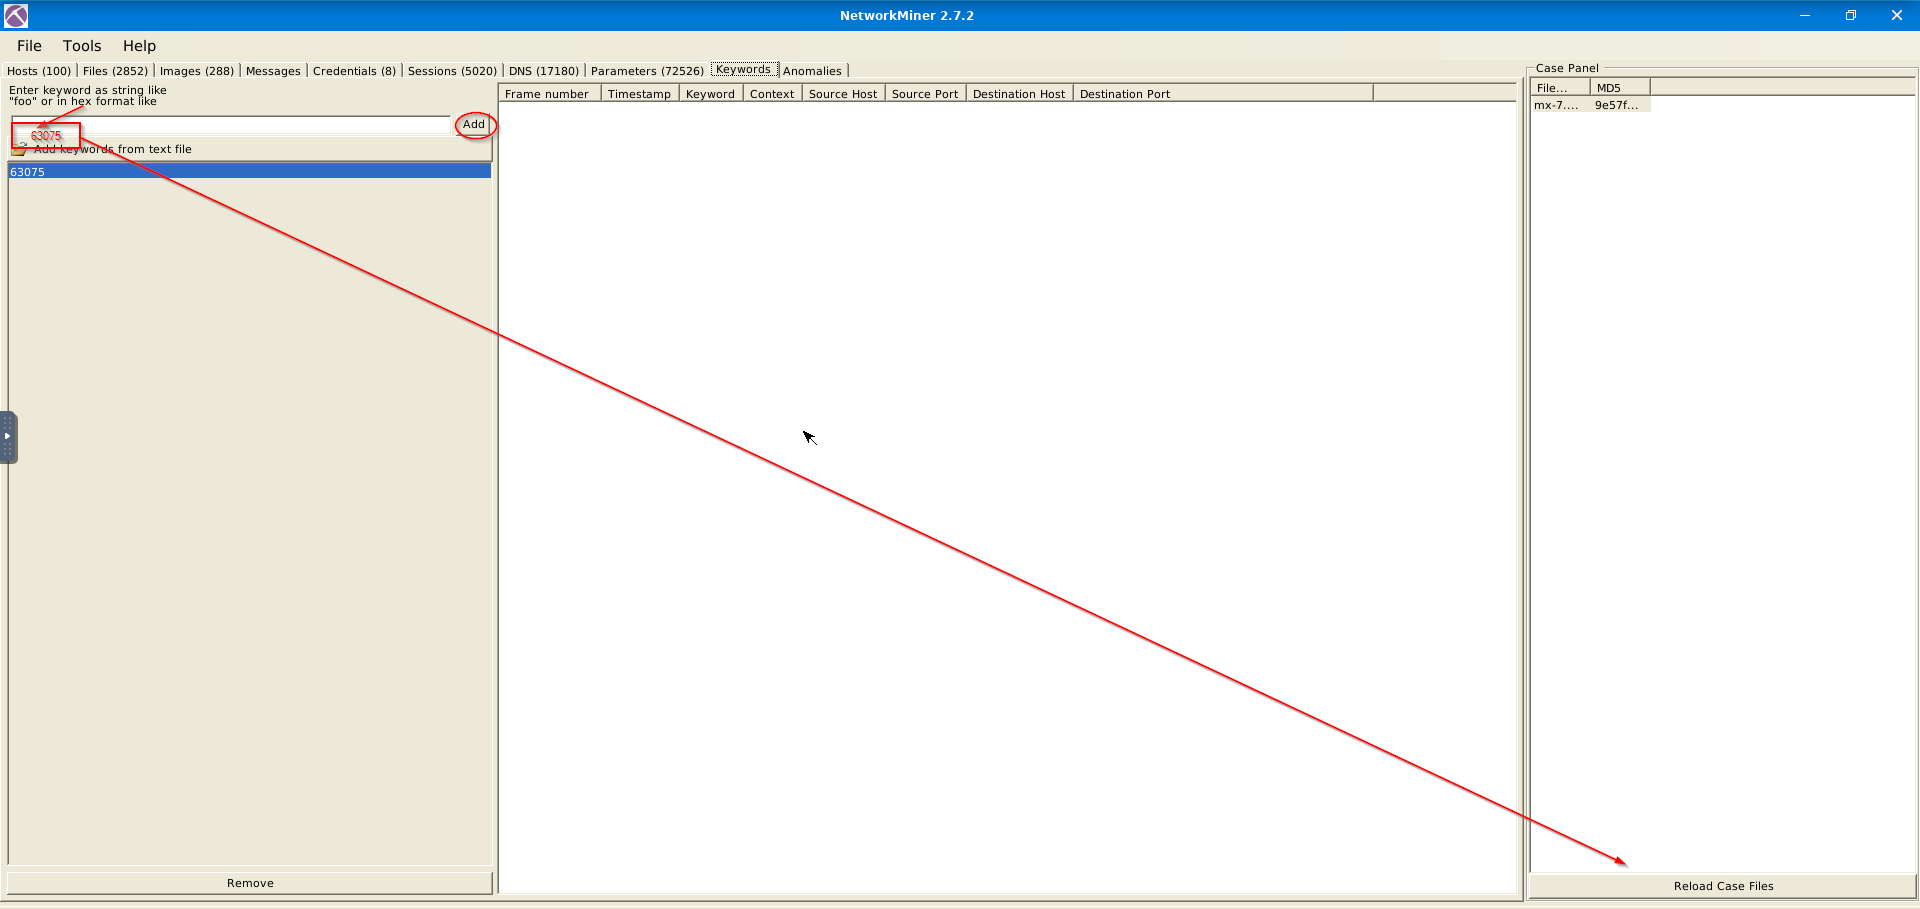 NetworkMiner 2.7.2
File Tools Help
Hosts (100) Files (2852) Images (288) Messages Credentials (8) Sessions (5020) DNS (17180) Parameters (72526) Keywords Anomalies
Enter keyword as string like
"foo" or in hex format like
Add
63075
Add keywords from text file
63075
Remove
Frame number Timestamp Keyword Context Source Host Source Port Destination Host Destination Port
Case Panel
File... MD5
mx-7.... 9e57f...
Reload Case Files